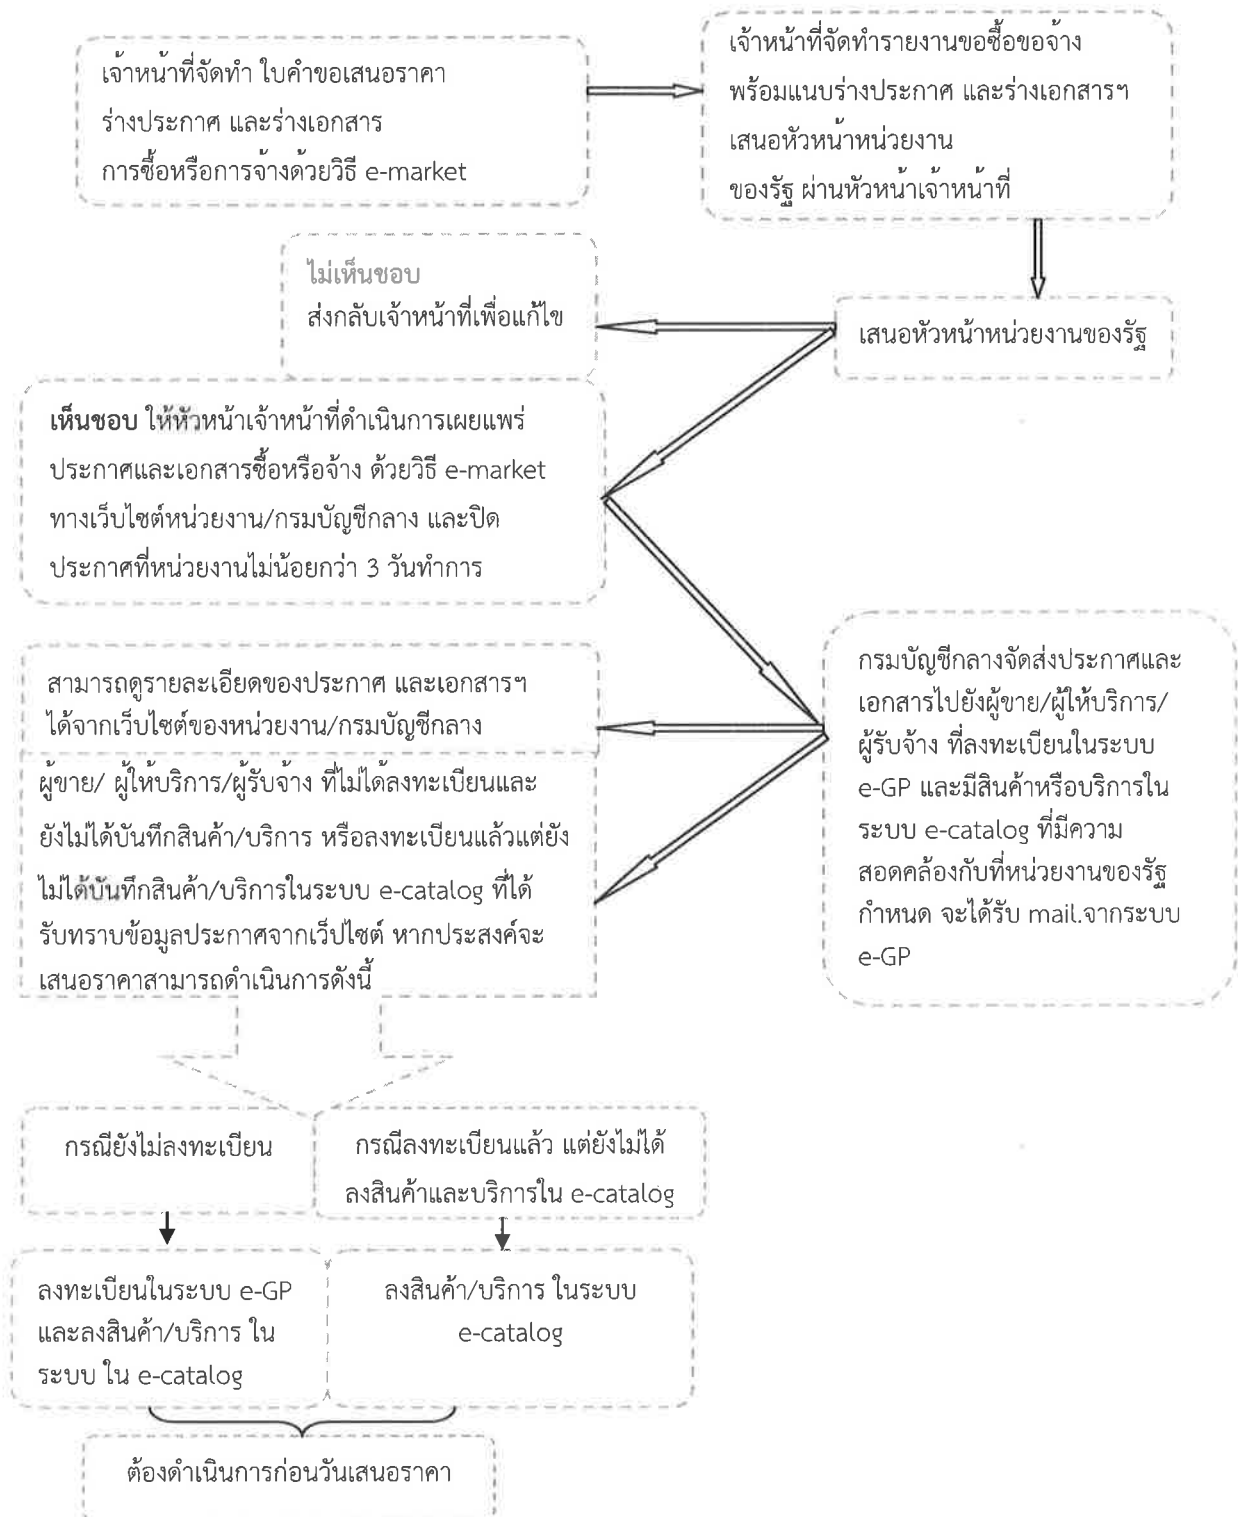 เจ้าหน้าที่จัดทำ ใบคำขอเสนอราคา
ร่างประกาศ และร่างเอกสาร
การซื้อหรือการจ้างด้วยวิธี e-market
เจ้าหน้าที่จัดทำรายงานขอซื้อขอจ้าง
พร้อมแนบร่างประกาศ และร่างเอกสารฯ
เสนอหัวหน้าหน่วยงาน
ของรัฐ ผ่านหัวหน้าเจ้าหน้าที่
เสนอหัวหน้าหน่วยงานของรัฐ
ไม่เห็นชอบ
ส่งกลับเจ้าหน้าที่เพื่อแก้ไข
เห็นชอบ ให้หัวหน้าเจ้าหน้าที่ดำเนินการเผยแพร่
ประกาศและเอกสารซื้อหรือจ้าง ด้วยวิธี e-market
ทางเว็บไซต์หน่วยงาน/กรมบัญชีกลาง และปิด
ประกาศที่หน่วยงานไม่น้อยกว่า 3 วันทำการ
กรมบัญชีกลางจัดส่งประกาศและ
เอกสารไปยังผู้ขาย/ผู้ให้บริการ/
ผู้รับจ้าง ที่ลงทะเบียนในระบบ
e-GP และมีสินค้าหรือบริการใน
ระบบ e-catalog ที่มีความ
สอดคล้องกับที่หน่วยงานของรัฐ
กำหนด จะได้รับ mail.จากระบบ
e-GP
สามารถดูรายละเอียดของประกาศ และเอกสารฯ
ได้จากเว็บไซต์ของหน่วยงาน/กรมบัญชีกลาง
ผู้ขาย/ ผู้ให้บริการ/ผู้รับจ้าง ที่ไม่ได้ลงทะเบียนและ
ยังไม่ได้บันทึกสินค้า/บริการ หรือลงทะเบียนแล้วแต่ยัง
ไม่ได้บันทึกสินค้า/บริการในระบบ e-catalog ที่ได้
รับทราบข้อมูลประกาศจากเว็ปไซต์ หากประสงค์จะ
เสนอราคาสามารถดำเนินการดังนี้
กรณียังไม่ลงทะเบียน
กรณีลงทะเบียนแล้ว แต่ยังไม่ได้
ลงสินค้าและบริการใน e-catalog
ลงทะเบียนในระบบ e-GP
และลงสินค้า/บริการ ใน
ระบบ ใน e-catalog
ลงสินค้า/บริการ ในระบบ
e-catalog
ต้องดำเนินการก่อนวันเสนอราคา